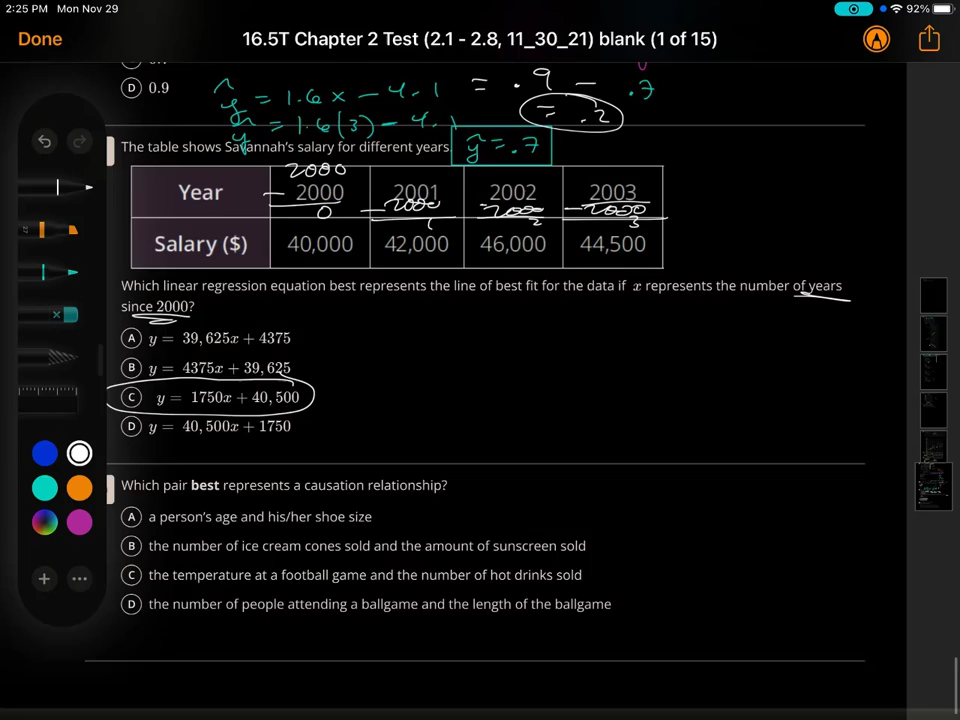 2:25 PM Mon Nov 29
92%
Done
16.5T Chapter 2 Test (2.1 - 2.8, 11_30_21) blank (1 of 15)
D 0.9
ŷ = 1.6x - 4.1
= .9 - .7
ŷ = 1.6(3) - 4.1
= .2
The table shows Savannah's salary for different years.
ŷ = .7
2000
Year 2000 2001 2002 2003
- 2000 - 2000 - 2000
0 1 2 3
Salary ($) 40,000 42,000 46,000 44,500
Which linear regression equation best represents the line of best fit for the data if x represents the number of years
since 2000?
A y = 39,625x + 4375
B y = 4375x + 39,625
C y = 1750x + 40,500
D y = 40,500x + 1750
Which pair best represents a causation relationship?
A a person's age and his/her shoe size
B the number of ice cream cones sold and the amount of sunscreen sold
C the temperature at a football game and the number of hot drinks sold
D the number of people attending a ballgame and the length of the ballgame